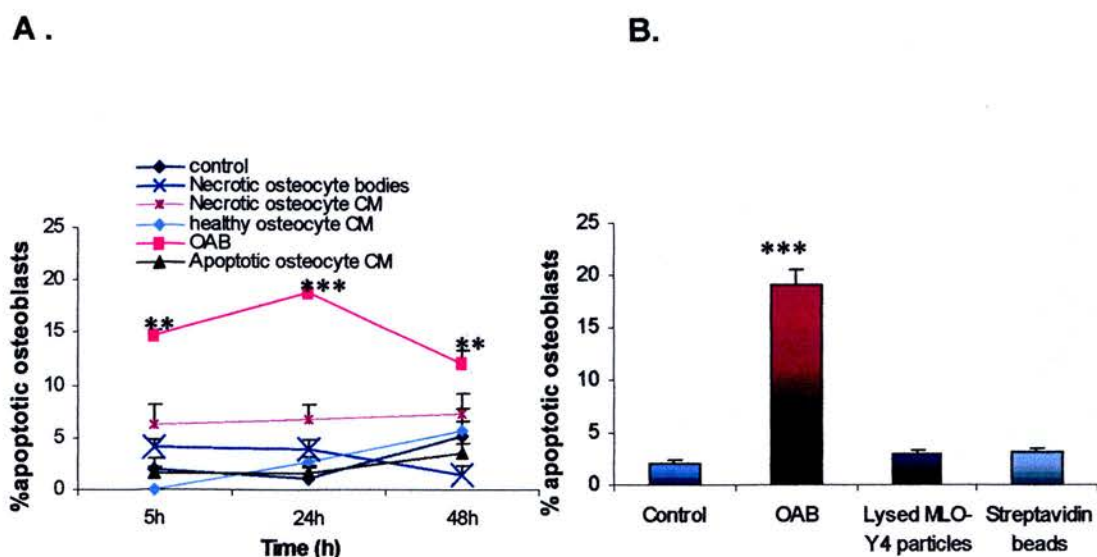 A .
B.
control
Necrotic osteocyte bodies
Necrotic osteocyte CM
healthy osteocyte CM
OAB
Apoptotic osteocyte CM
%apoptotic osteoblasts
25
20
15
10
5
0
**
***
**
5h
24h
48h
Time (h)
% apoptotic osteoblasts
25
20
15
10
5
0
***
Control
OAB
Lysed MLO-
Y4 particles
Streptavidin
beads